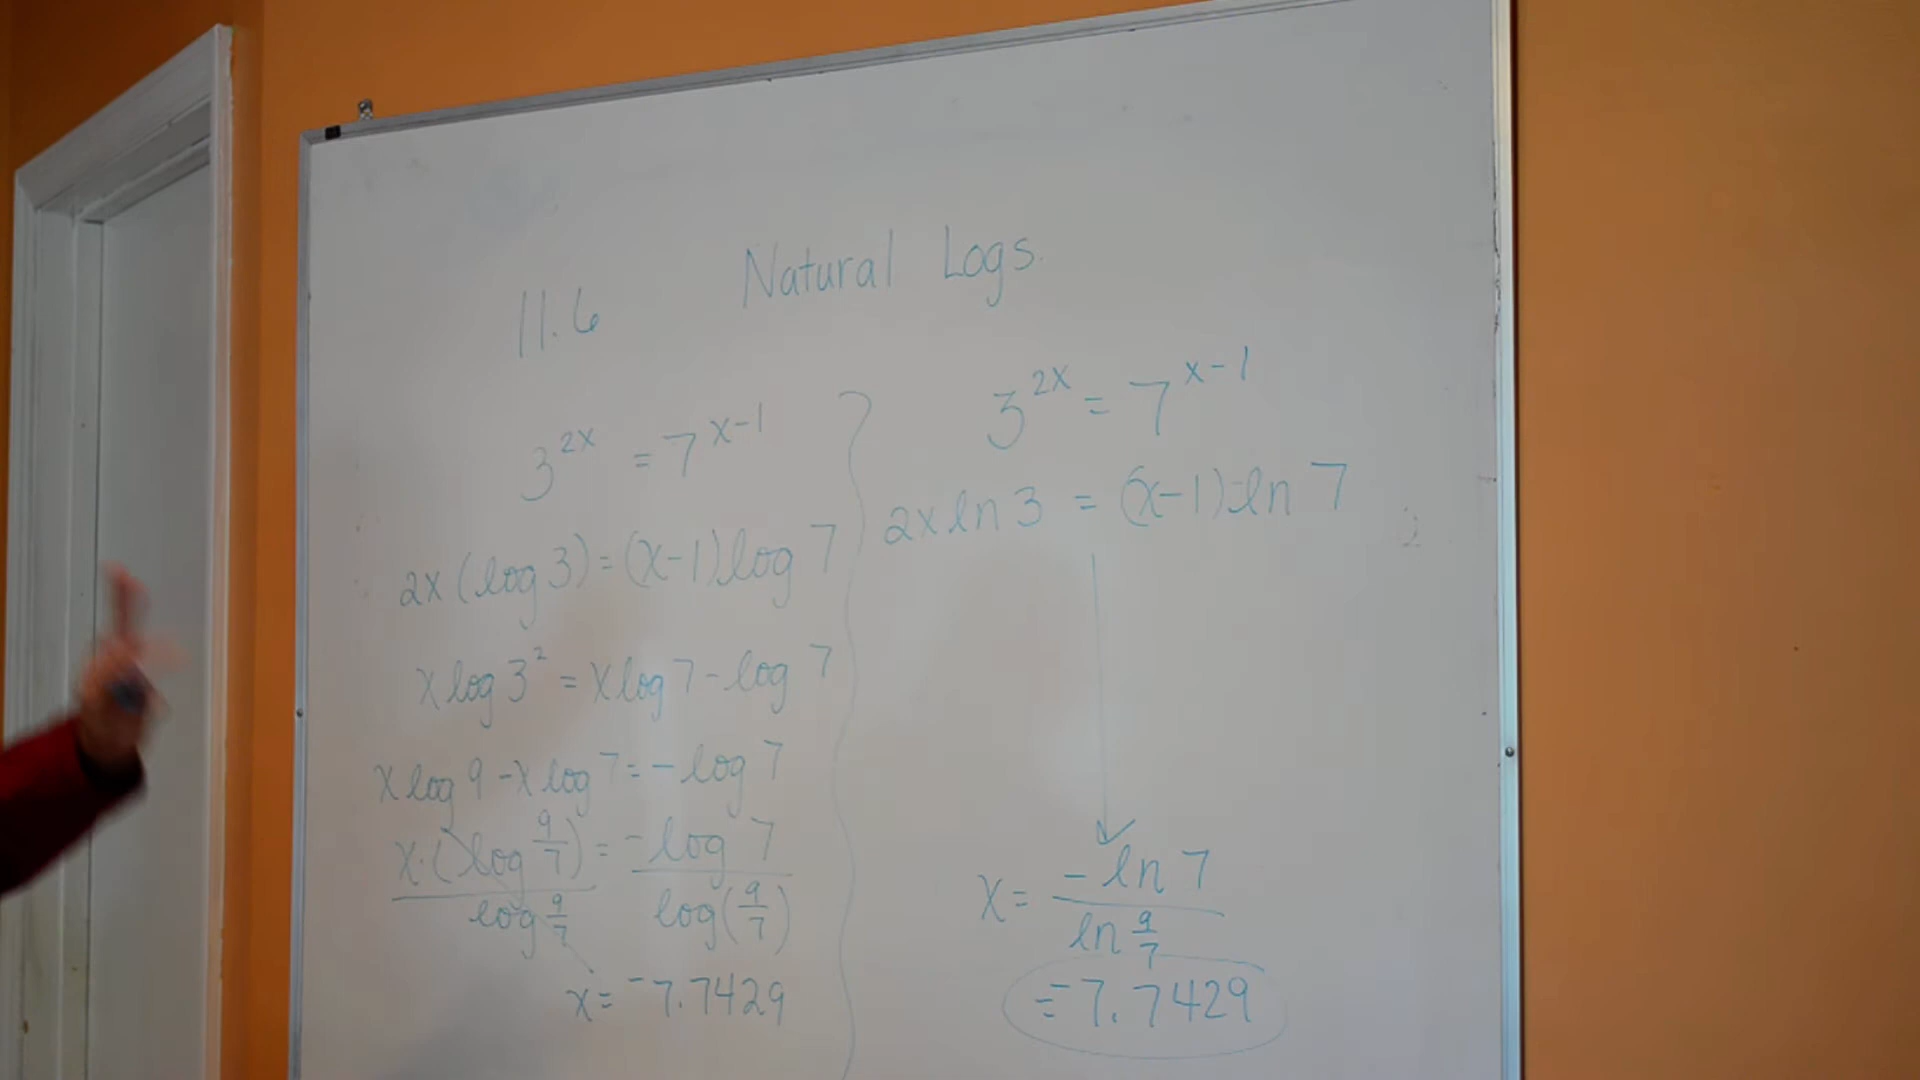 Natural Logs.
11.6
3^{2x} = 7^{x-1}
2x (log 3) = (x-1) log 7
x log 3^2 = x log 7 - log 7
x log 9 - x log 7 = - log 7
x·(log 9/7) / log 9/7 = - log 7 / log(9/7)
x = -7.7429
3^{2x} = 7^{x-1}
2x ln 3 = (x-1) ln 7
x = - ln 7 / ln 9/7
= -7.7429